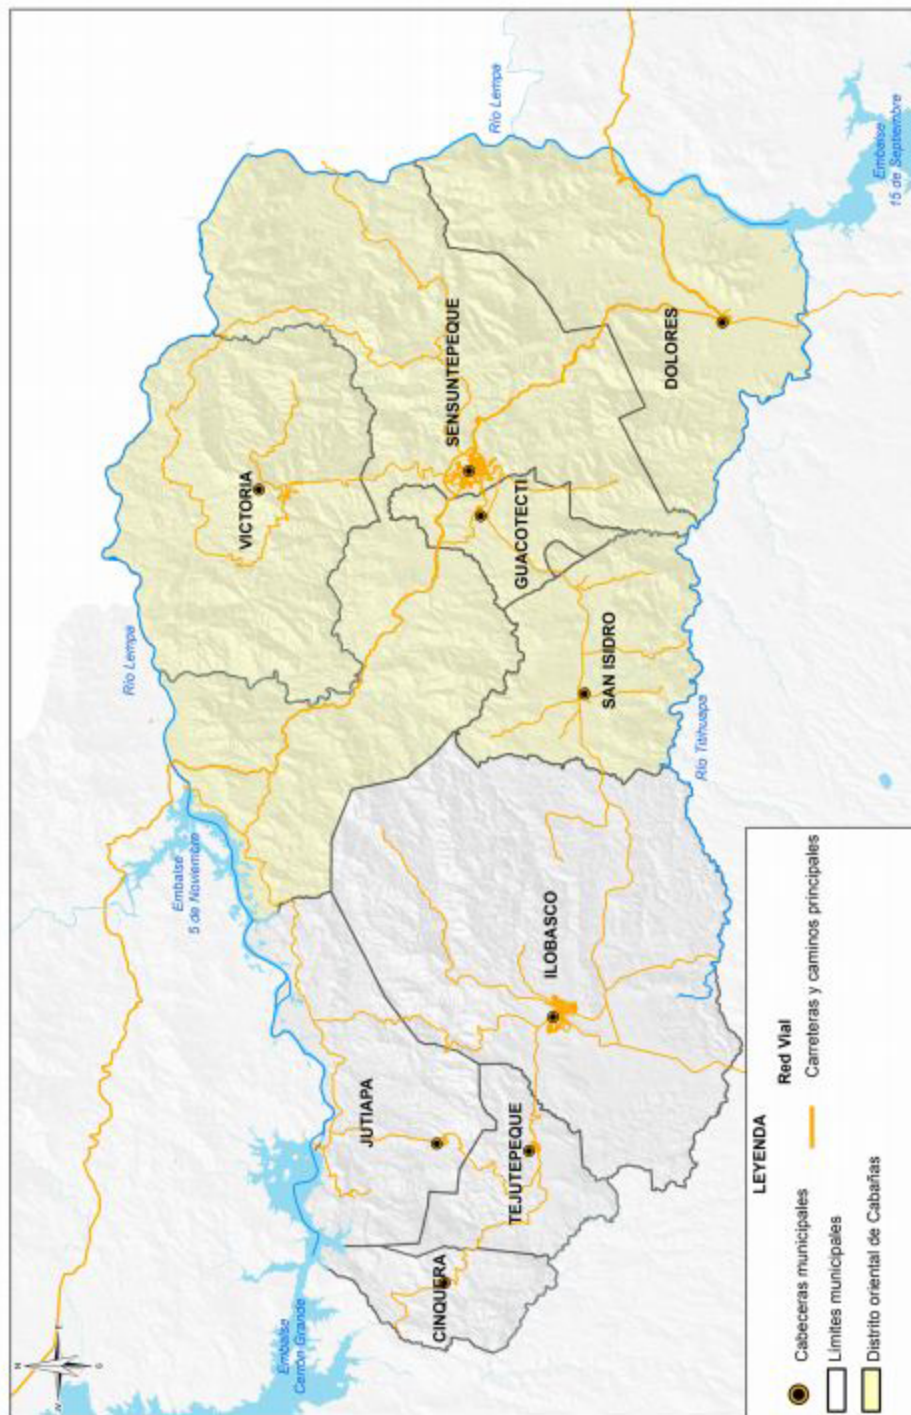 Río Lempa
Embalse
5 de Noviembre
VICTORIA
Embalse
Cerrón Grande
JUTIAPA
CINQUERA
SENSUNTEPEQUE
Río Lempa
TEJUTEPEQUE
GUACOTECTI
ILOBASCO
SAN ISIDRO
DOLORES
Río Titihuapa
Embalse
15 de Septiembre
LEYENDA
Red Vial
Cabeceras municipales
Carreteras y caminos principales
Límites municipales
Distrito oriental de Cabañas